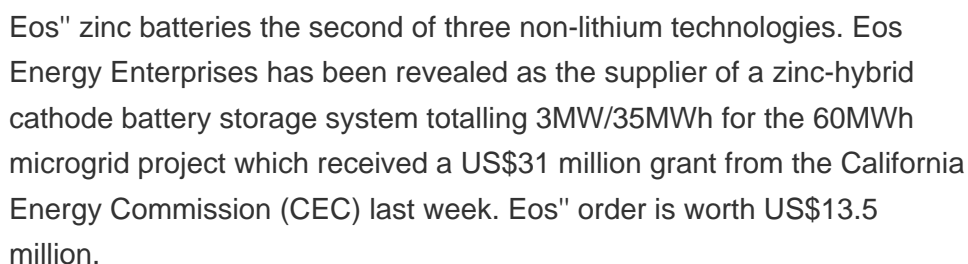 Eos" zinc batteries the second of three non-lithium technologies. Eos
Energy Enterprises has been revealed as the supplier of a zinc-hybrid
cathode battery storage system totalling 3MW/35MWh for the 60MWh
microgrid project which received a US$31 million grant from the California
Energy Commission (CEC) last week. Eos" order is worth US$13.5
million.